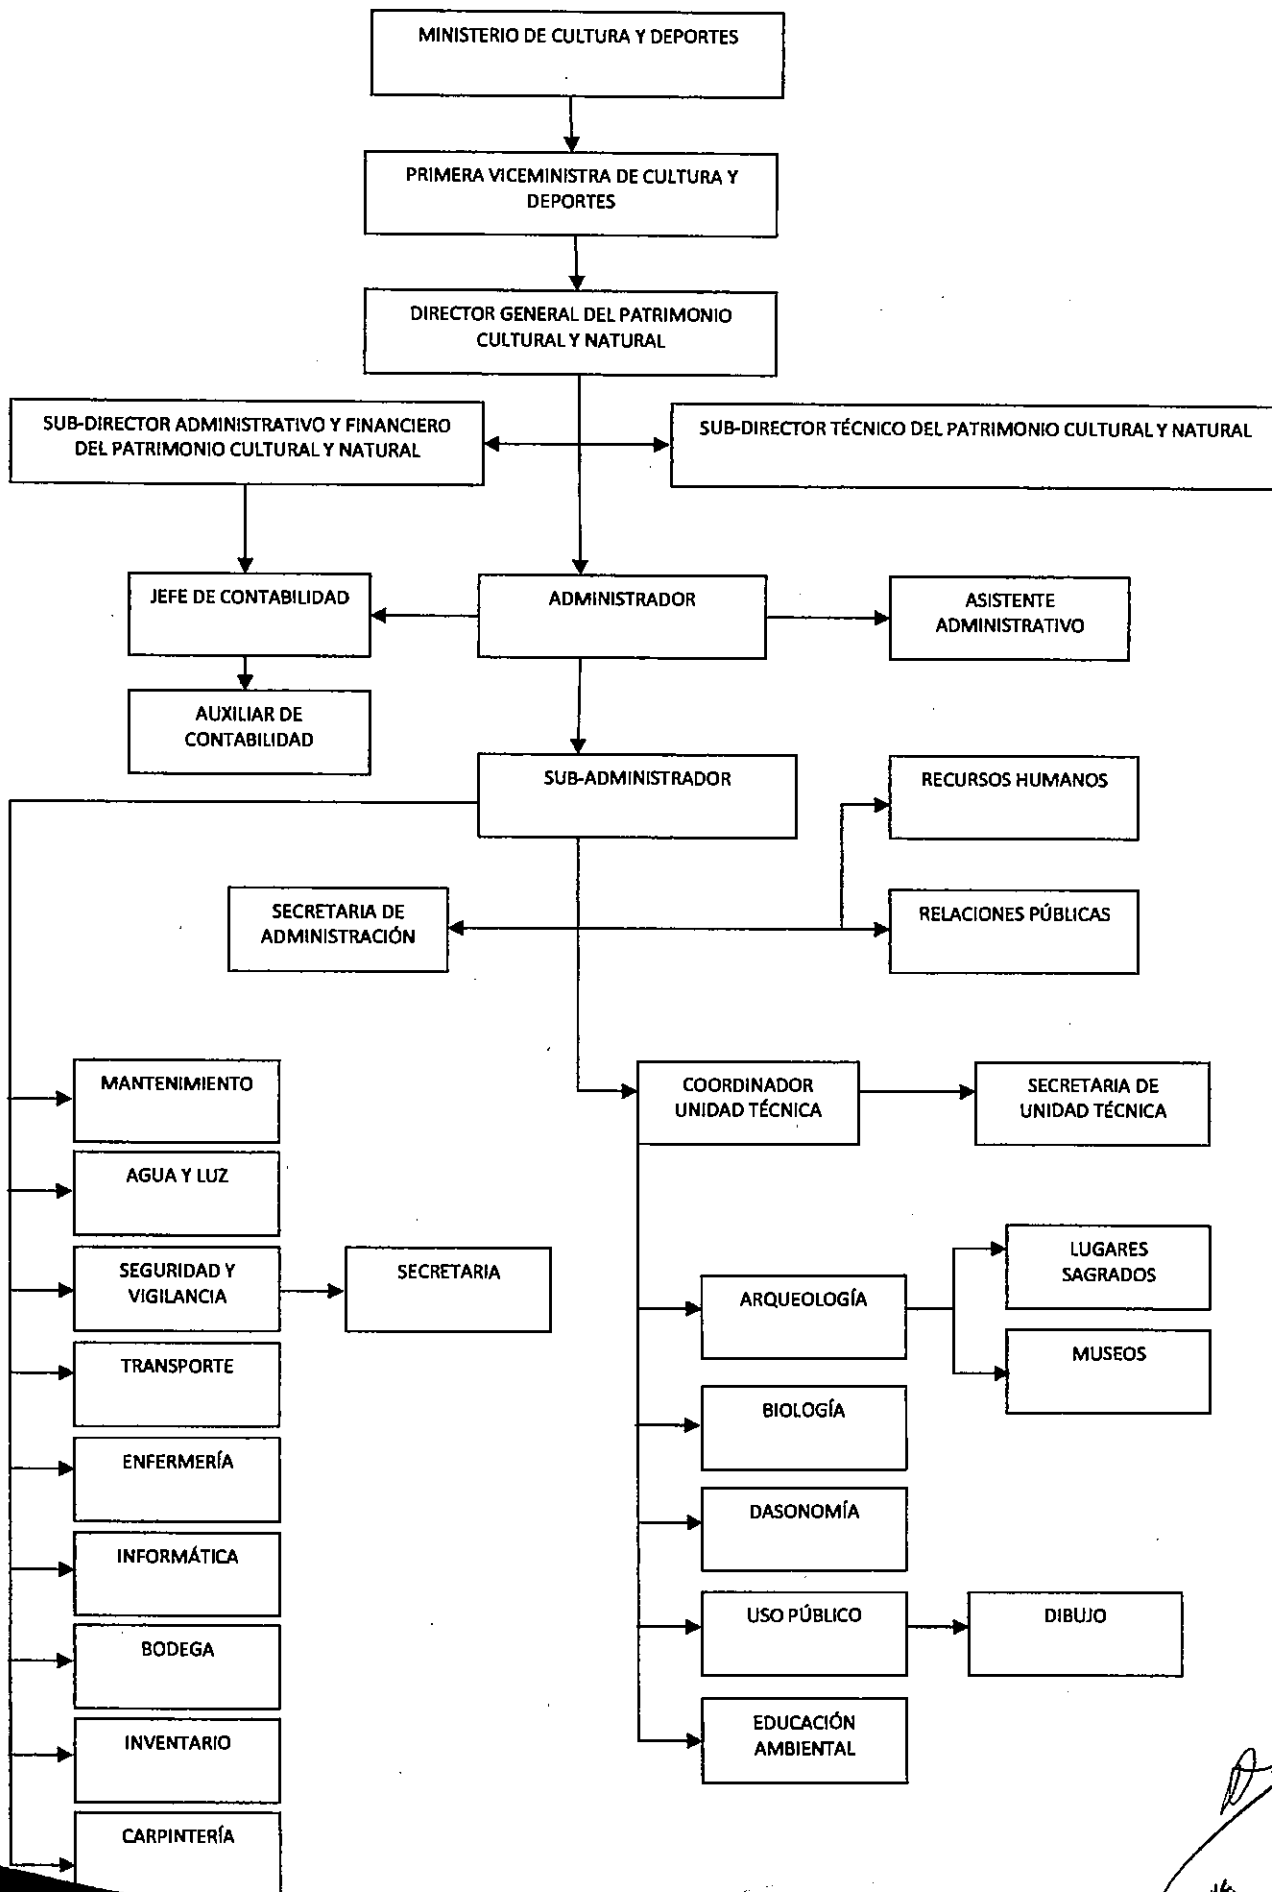 MINISTERIO DE CULTURA Y DEPORTES
PRIMERA VICEMINISTRA DE CULTURA Y
DEPORTES
DIRECTOR GENERAL DEL PATRIMONIO
CULTURAL Y NATURAL
SUB-DIRECTOR ADMINISTRATIVO Y FINANCIERO
DEL PATRIMONIO CULTURAL Y NATURAL
SUB-DIRECTOR TÉCNICO DEL PATRIMONIO CULTURAL Y NATURAL
JEFE DE CONTABILIDAD
ADMINISTRADOR
ASISTENTE
ADMINISTRATIVO
AUXILIAR DE
CONTABILIDAD
SUB-ADMINISTRADOR
RECURSOS HUMANOS
SECRETARIA DE
ADMINISTRACIÓN
RELACIONES PÚBLICAS
MANTENIMIENTO
AGUA Y LUZ
SEGURIDAD Y
VIGILANCIA
SECRETARIA
TRANSPORTE
ENFERMERÍA
INFORMÁTICA
BODEGA
INVENTARIO
CARPINTERÍA
COORDINADOR
UNIDAD TÉCNICA
SECRETARIA DE
UNIDAD TÉCNICA
ARQUEOLOGÍA
LUGARES
SAGRADOS
MUSEOS
BIOLOGÍA
DASONOMÍA
USO PÚBLICO
DIBUJO
EDUCACIÓN
AMBIENTAL